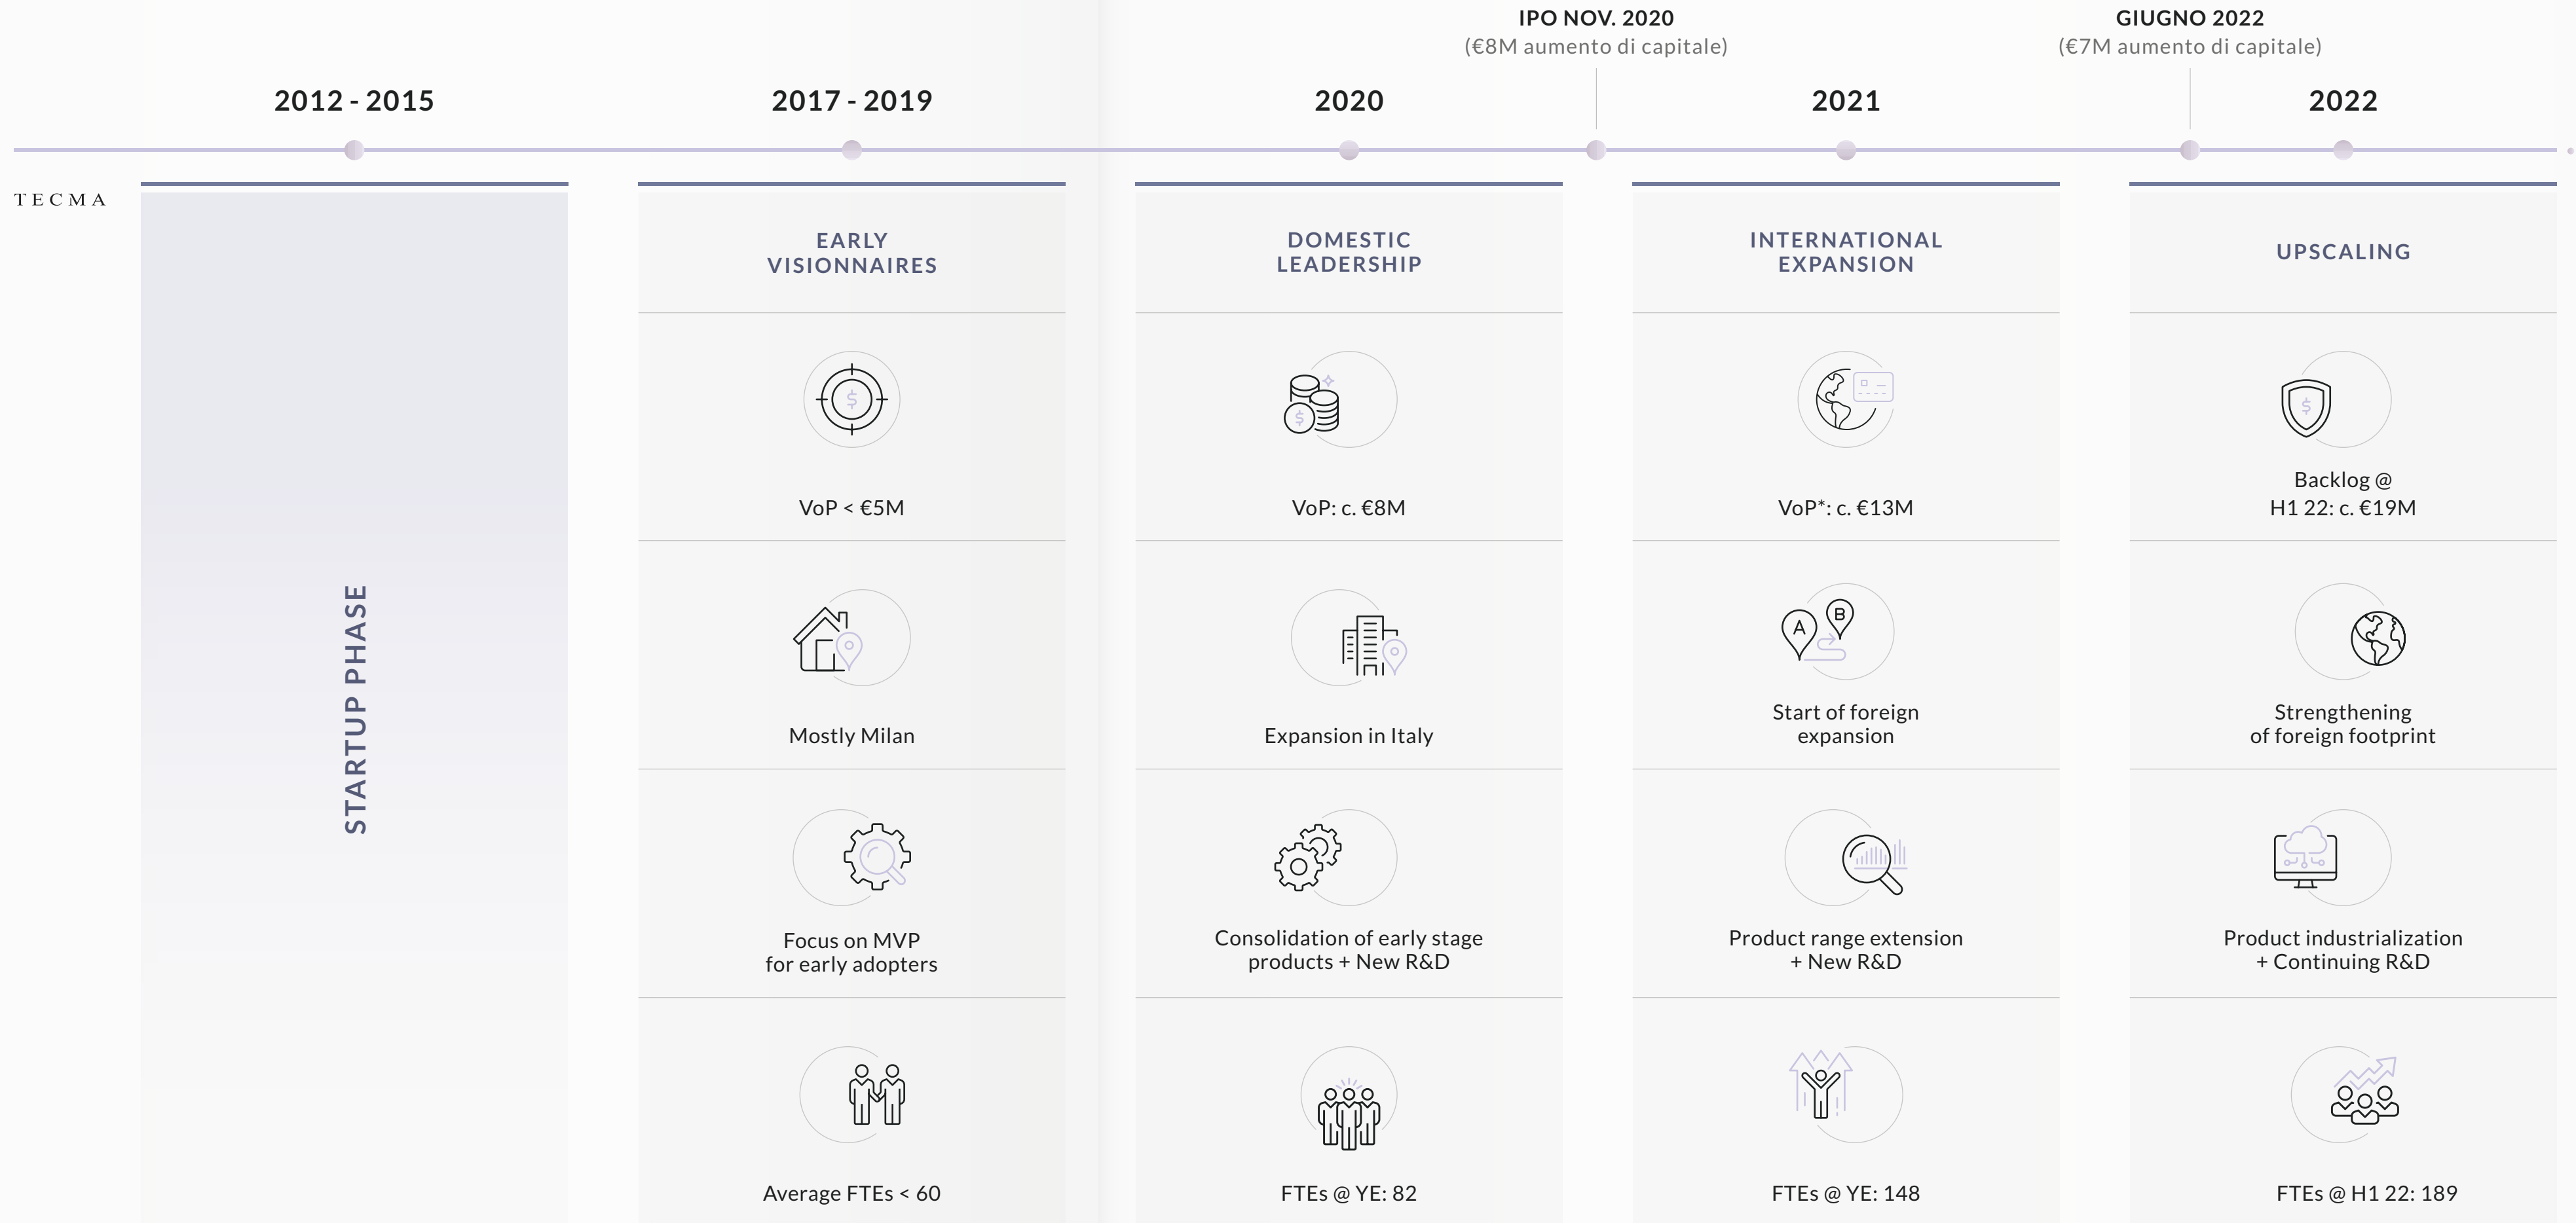 IPO NOV. 2020
(€8M aumento di capitale)
GIUGNO 2022
(€7M aumento di capitale)
2012 - 2015
2017 - 2019
2020
2021
2022
TECMA
STARTUP PHASE
EARLY
VISIONNAIRES
VoP < €5M
Mostly Milan
Focus on MVP
for early adopters
Average FTEs < 60
DOMESTIC
LEADERSHIP
VoP: c. €8M
Expansion in Italy
Consolidation of early stage
products + New R&D
FTEs @ YE: 82
INTERNATIONAL
EXPANSION
VoP*: c. €13M
A
B
Start of foreign
expansion
Product range extension
+ New R&D
FTEs @ YE: 148
UPSCALING
Backlog @
H1 22: c. €19M
Strengthening
of foreign footprint
Product industrialization
+ Continuing R&D
FTEs @ H1 22: 189